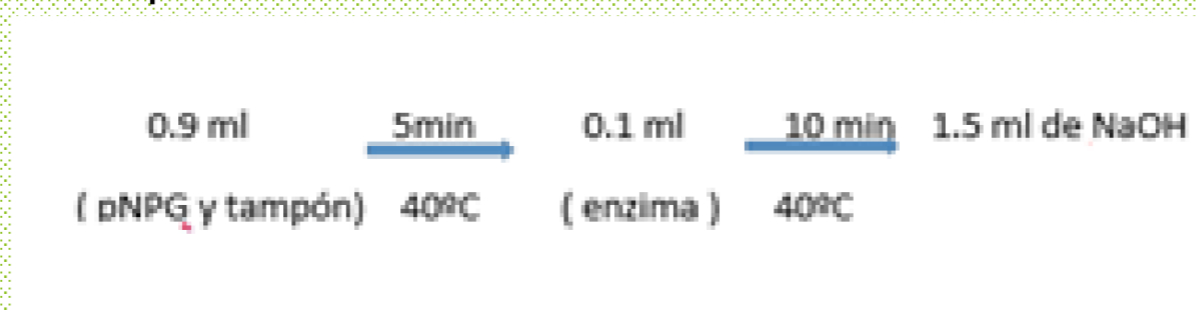 0.9 ml 5min 0.1 ml 10 min 1.5 ml de NaOH
( pNPG y tampón) 40ºC ( enzima ) 40ºC